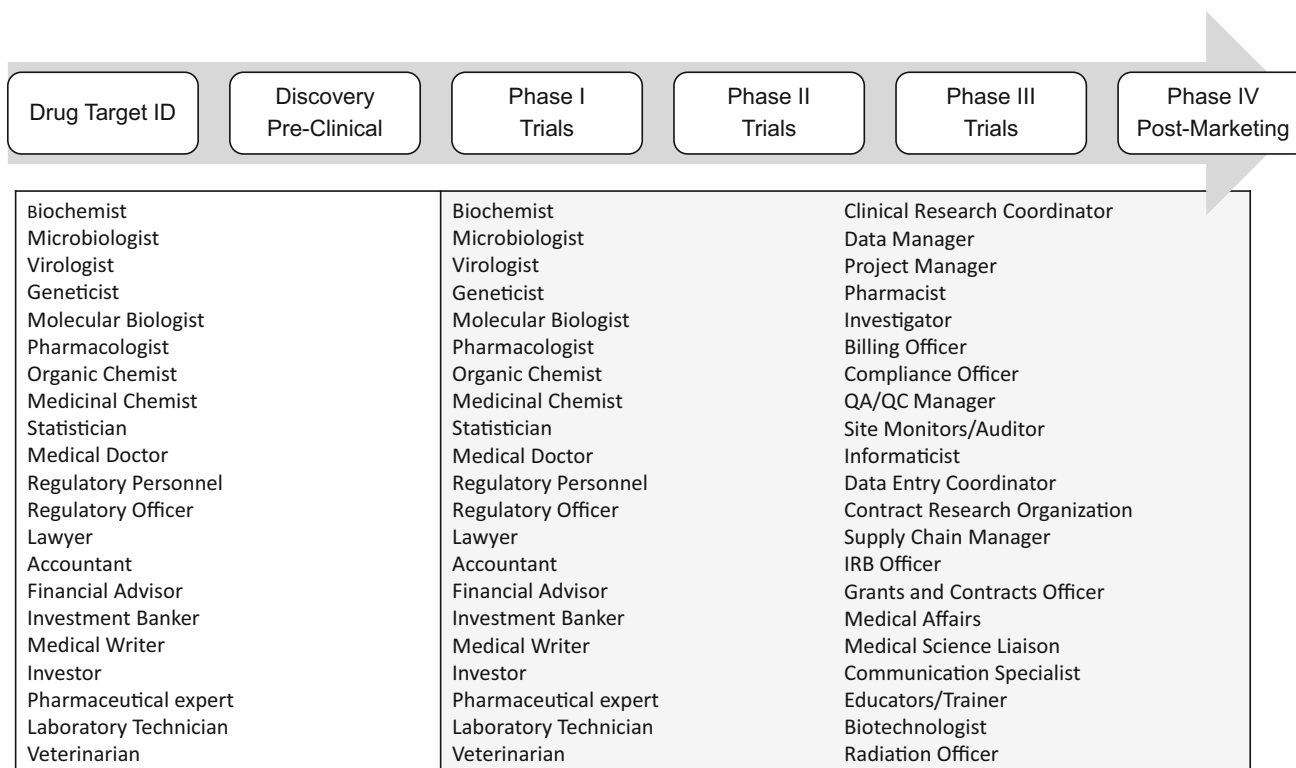 Drug Target ID
Discovery
Pre-Clinical
Phase I
Trials
Phase II
Trials
Phase III
Trials
Phase IV
Post-Marketing
Biochemist
Microbiologist
Virologist
Geneticist
Molecular Biologist
Pharmacologist
Organic Chemist
Medicinal Chemist
Statistician
Medical Doctor
Regulatory Personnel
Regulatory Officer
Lawyer
Accountant
Financial Advisor
Investment Banker
Medical Writer
Investor
Pharmaceutical expert
Laboratory Technician
Veterinarian
Biochemist
Microbiologist
Virologist
Geneticist
Molecular Biologist
Pharmacologist
Organic Chemist
Medicinal Chemist
Statistician
Medical Doctor
Regulatory Personnel
Regulatory Officer
Lawyer
Accountant
Financial Advisor
Investment Banker
Medical Writer
Investor
Pharmaceutical expert
Laboratory Technician
Veterinarian
Clinical Research Coordinator
Data Manager
Project Manager
Pharmacist
Investigator
Billing Officer
Compliance Officer
QA/QC Manager
Site Monitors/Auditor
Informaticist
Data Entry Coordinator
Contract Research Organization
Supply Chain Manager
IRB Officer
Grants and Contracts Officer
Medical Affairs
Medical Science Liaison
Communication Specialist
Educators/Trainer
Biotechnologist
Radiation Officer